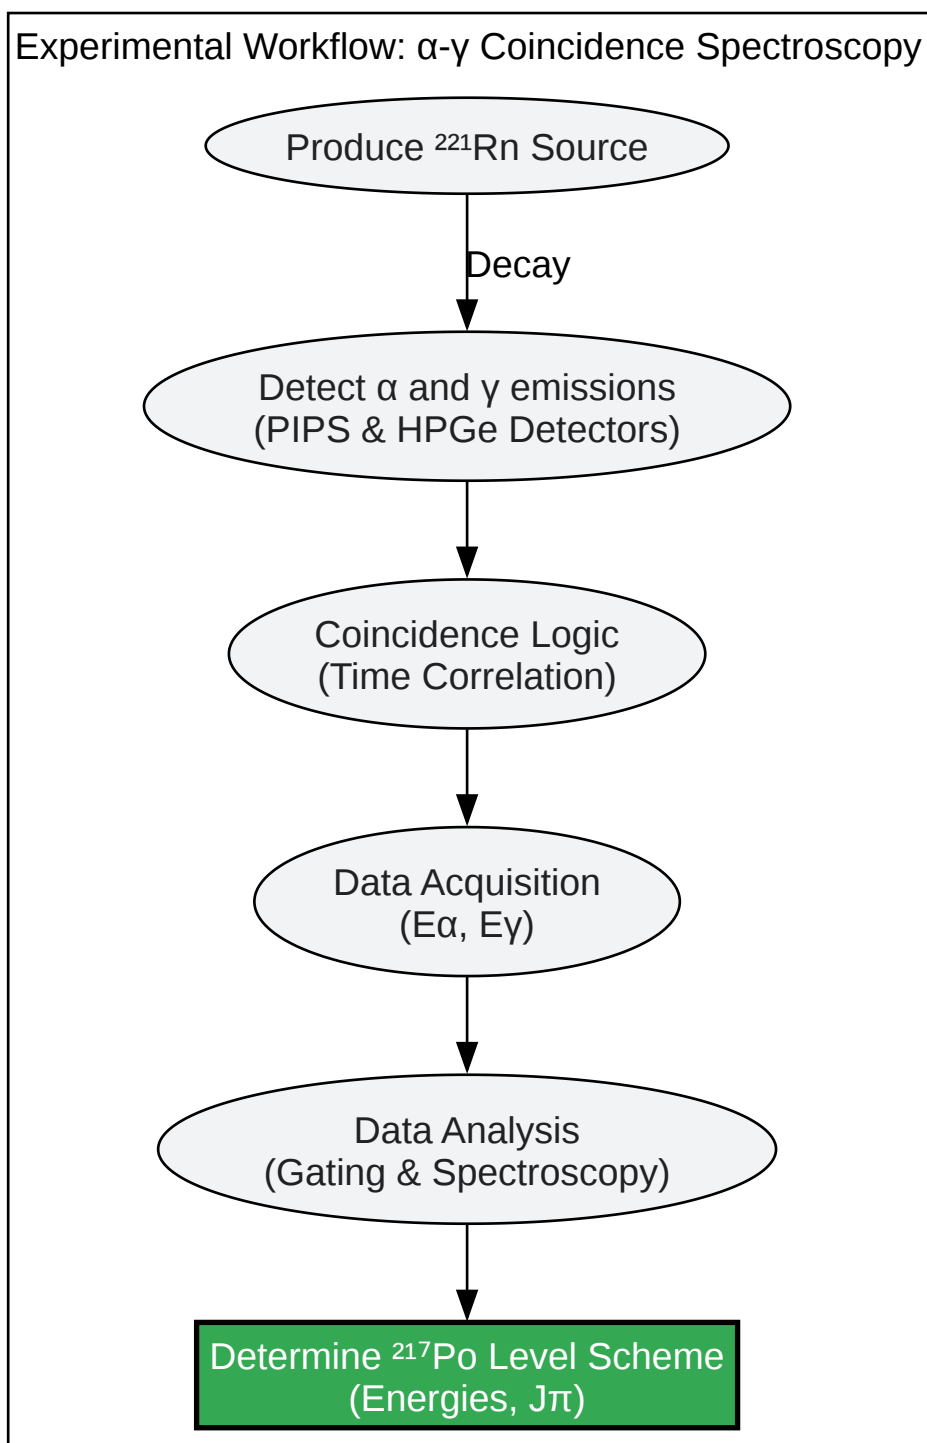 Experimental Workflow: α-γ Coincidence Spectroscopy
Produce ²²¹Rn Source
Decay
Detect α and γ emissions
(PIPS & HPGe Detectors)
Coincidence Logic
(Time Correlation)
Data Acquisition
(Eα, Eγ)
Data Analysis
(Gating & Spectroscopy)
Determine ²¹⁷Po Level Scheme
(Energies, Jπ)